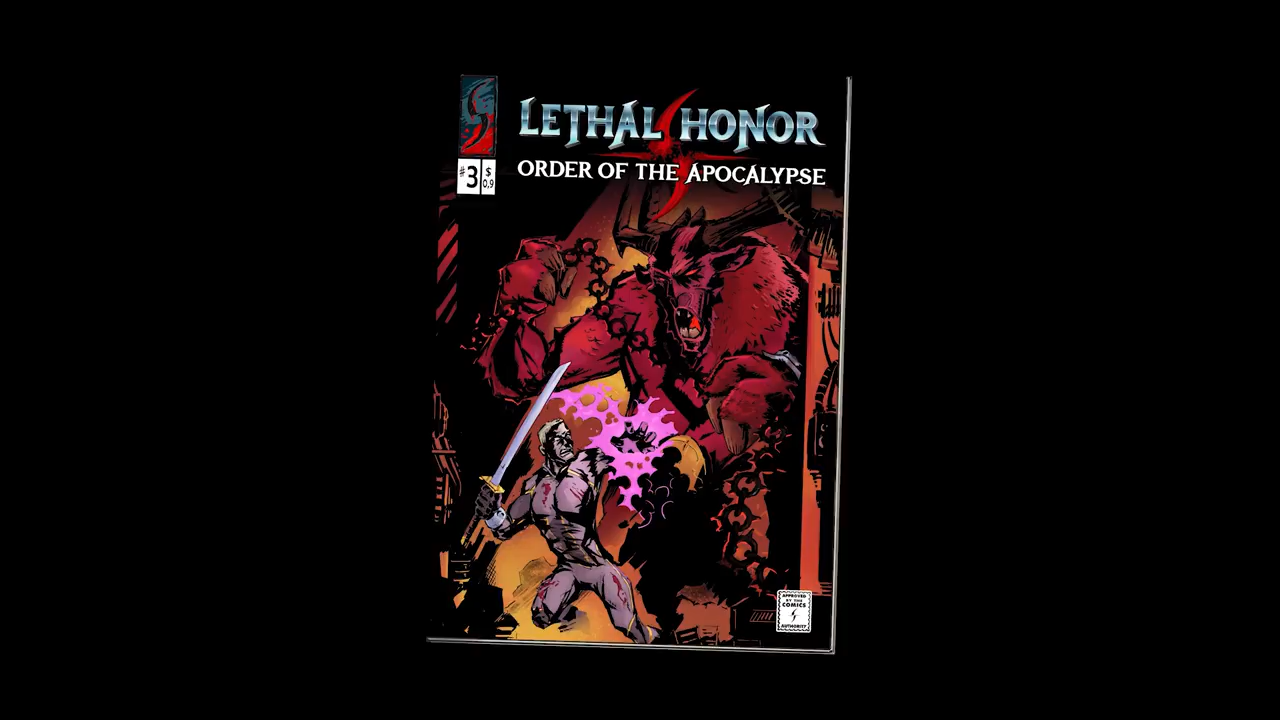 LETHAL HONOR
ORDER OF THE APOCALYPSE
#3
$
0,9
APPROVED
BY THE
COMICS
AUTHORITY